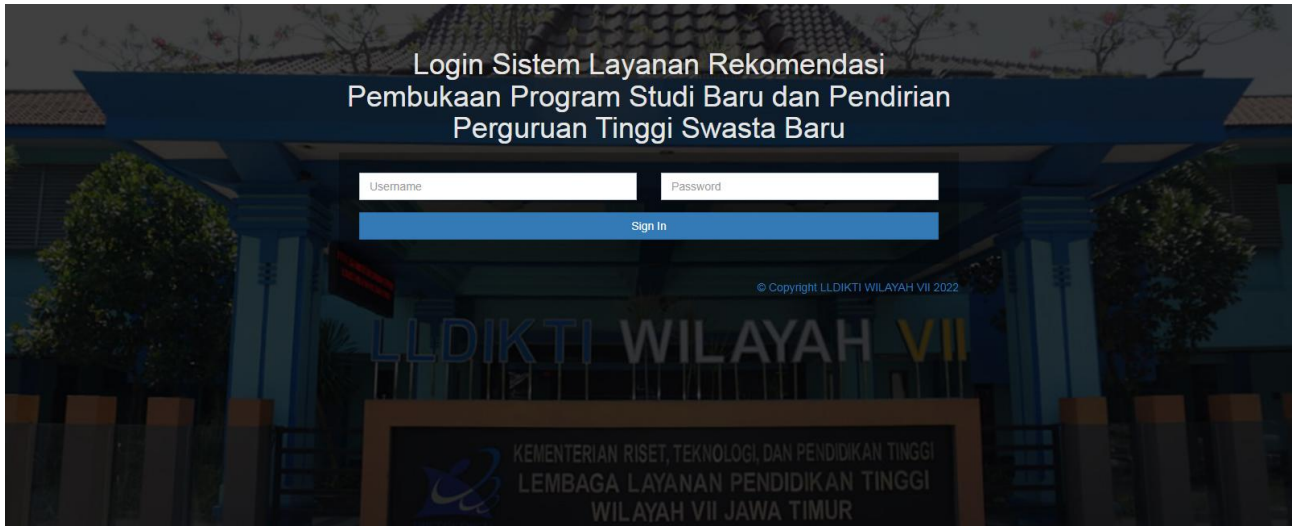 Login Sistem Layanan Rekomendasi
Pembukaan Program Studi Baru dan Pendirian
Perguruan Tinggi Swasta Baru
Username
Password
Sign In
© Copyright LLDIKTI WILAYAH VII 2022
LLDIKTI WILAYAH VII
KEMENTERIAN RISET, TEKNOLOGI, DAN PENDIDIKAN TINGGI
LEMBAGA LAYANAN PENDIDIKAN TINGGI
WILAYAH VII JAWA TIMUR